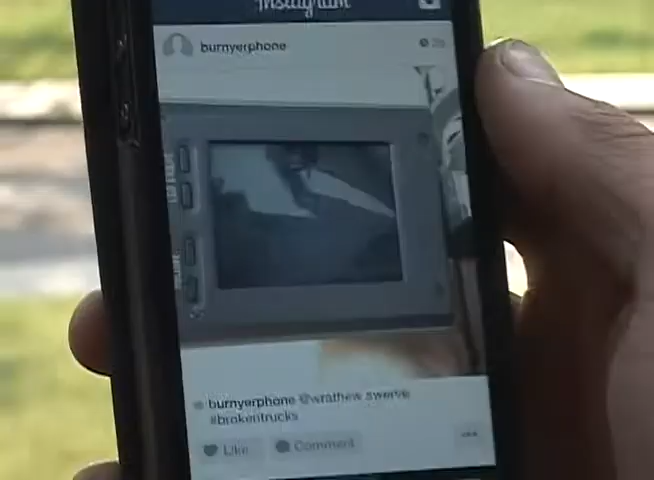 Instagram
burnyerphone
burnyerphone @wrathew swerve
#brokentrucks
Like Comment